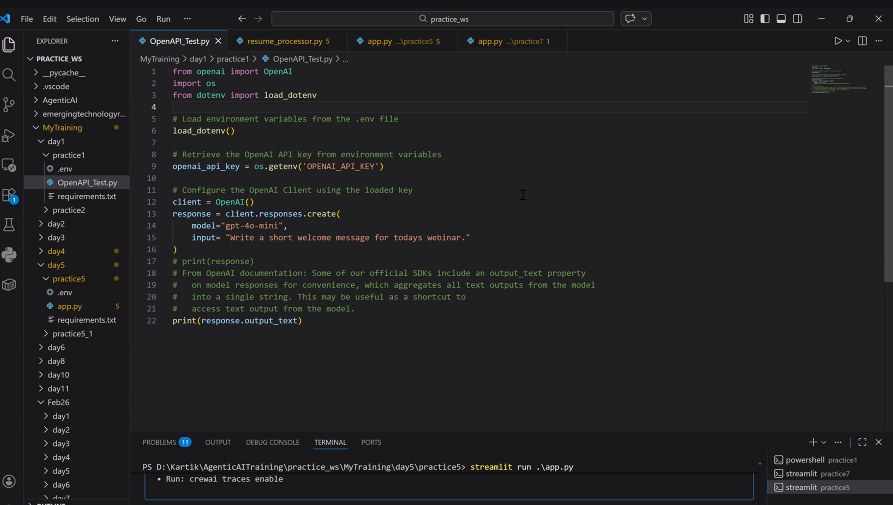 File Edit Selection View Go Run ···
practice_ws
EXPLORER ···
PRACTICE_WS
__pycache__
.vscode
AgenticAI
emergingtechnologyr...
MyTraining
day1
practice1
.env
OpenAPI_Test.py
requirements.txt
practice2
day2
day3
day4
day5
practice5
.env
app.py 5
requirements.txt
practice5_1
day6
day8
day10
day11
Feb26
day1
day2
day3
day4
day5
day6
1
OpenAPI_Test.py
resume_processor.py 5
app.py ...\practice5 5
app.py ...\practice7 1
MyTraining > day1 > practice1 > OpenAPI_Test.py > ...
1 from openai import OpenAI
2 import os
3 from dotenv import load_dotenv
4
5 # Load environment variables from the .env file
6 load_dotenv()
7
8 # Retrieve the OpenAI API key from environment variables
9 openai_api_key = os.getenv('OPENAI_API_KEY')
10
11 # Configure the OpenAI Client using the loaded key
12 client = OpenAI()
13 response = client.responses.create(
14 model="gpt-4o-mini",
15 input= "Write a short welcome message for todays webinar."
16 )
17 # print(response)
18 # From OpenAI documentation: Some of our official SDKs include an output_text property
19 # on model responses for convenience, which aggregates all text outputs from the model
20 # into a single string. This may be useful as a shortcut to
21 # access text output from the model.
22 print(response.output_text)
PROBLEMS 11 OUTPUT DEBUG CONSOLE TERMINAL PORTS
PS D:\Kartik\AgenticAITraining\practice_ws\MyTraining\day5\practice5> streamlit run .\app.py
• Run: crewai traces enable
powershell practice1
streamlit practice7
streamlit practice5